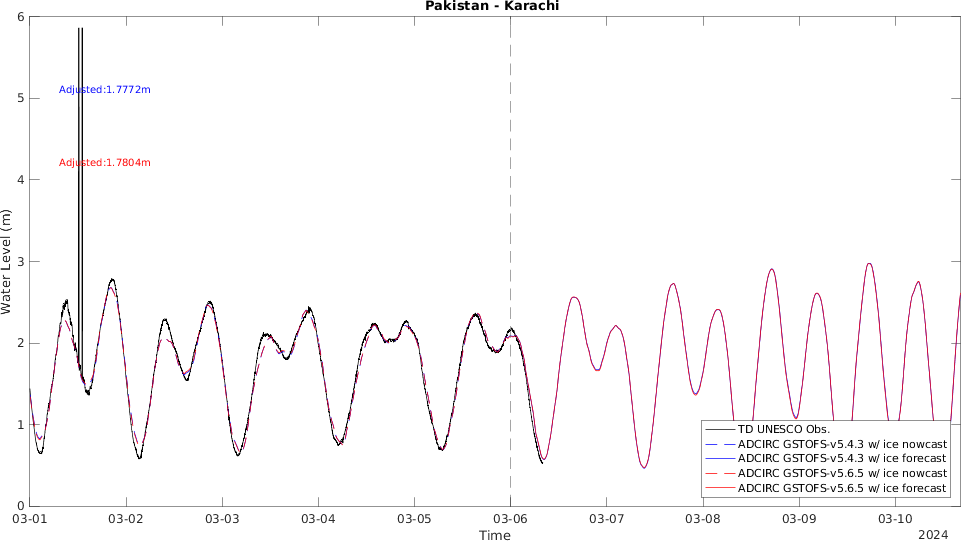 Pakistan - Karachi
6
5
4
3
2
1
0
Water Level (m)
Adjusted:1.7772m
Adjusted:1.7804m
TD UNESCO Obs.
ADCIRC GSTOFS-v5.4.3 w/ ice nowcast
ADCIRC GSTOFS-v5.4.3 w/ ice forecast
ADCIRC GSTOFS-v5.6.5 w/ ice nowcast
ADCIRC GSTOFS-v5.6.5 w/ ice forecast
03-01 03-02 03-03 03-04 03-05 03-06 03-07 03-08 03-09 03-10
Time
2024